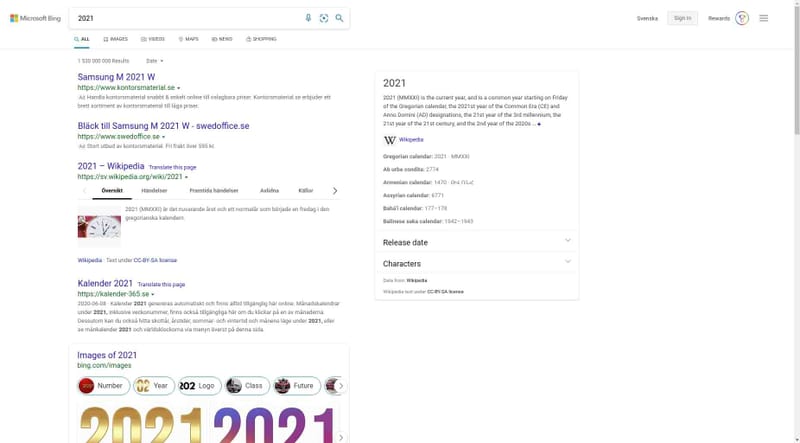 Microsoft Bing
2021
Svenska
Sign in
Rewards
ALL
IMAGES
VIDEOS
MAPS
NEWS
SHOPPING
1 520 000 000 Results
Date
Samsung M 2021 W
https://www.kontorsmaterial.se
Ad Handla kontorsmaterial snabbt & enkelt online till oslagbara priser. Kontorsmaterial.se erbjuder ett
brett sortiment av kontorsmaterial till låga priser.
Bläck till Samsung M 2021 W - swedoffice.se
https://www.swedoffice.se
Ad Stort utbud av kontorsmaterial. Fri frakt över 595 kr.
2021 – Wikipedia Translate this page
https://sv.wikipedia.org/wiki/2021
Översikt
Händelser
Framtida händelser
Avlidna
Källor
2021 (MMXXI) är det nuvarande året och ett normalår som började en fredag i den
gregorianska kalendern.
Wikipedia · Text under CC-BY-SA license
Kalender 2021 Translate this page
https://kalender-365.se
2020-06-08 · Kalender 2021 genereras automatiskt och finns alltid tillgänglig här online. Månadskalendrar
under 2021, inklusive veckonummer, finns också tillgängliga här om du klickar på en av månaderna.
Dessutom kan du också hitta skottår, årstider, sommar- och vintertid och månens läge under 2021, eller
se månkalender 2021 och världsklockorna via menyn överst på denna sida.
Images of 2021
bing.com/images
Number
Year
Logo
Class
Future
2021
2021
2021
2021 (MMXXI) is the current year, and is a common year starting on Friday
of the Gregorian calendar, the 2021st year of the Common Era (CE) and
Anno Domini (AD) designations, the 21st year of the 3rd millennium, the
21st year of the 21st century, and the 2nd year of the 2020s ...
W Wikipedia
Gregorian calendar: 2021 · MMXXI
Ab urbe condita: 2774
Armenian calendar: 1470 ·
Assyrian calendar: 6771
Bahá'í calendar: 177–178
Balinese saka calendar: 1942–1943
Release date
Characters
Data from: Wikipedia
Wikipedia text under CC-BY-SA license